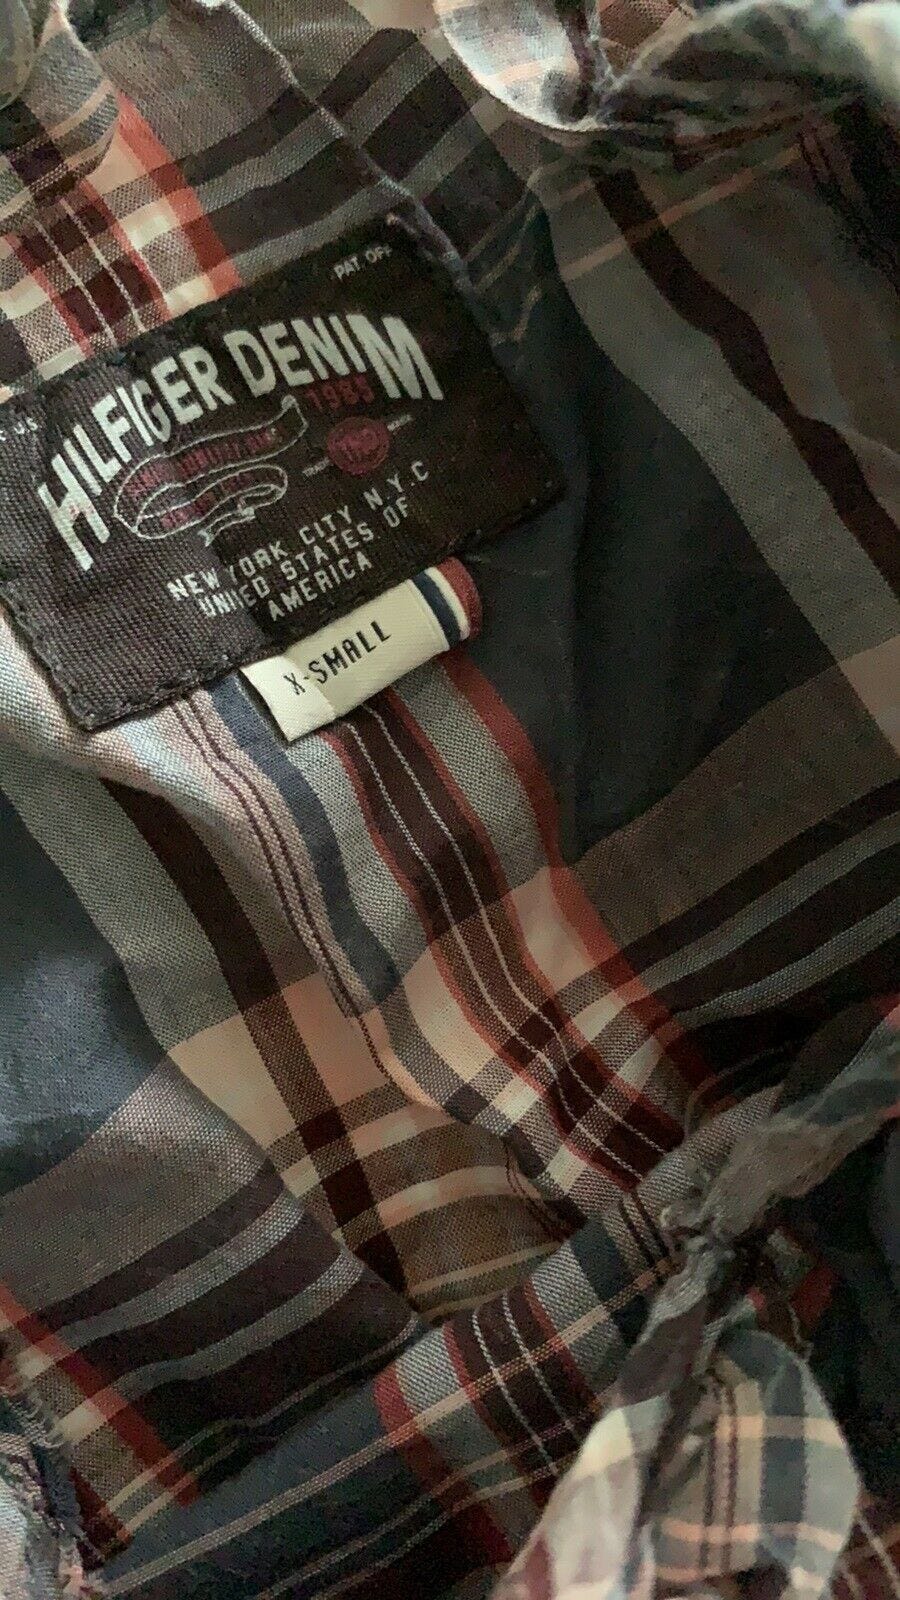 PAT. OFF
HILFIGER DENIM
1985
NEW YORK CITY N.Y.C
UNITED STATES OF
AMERICA
X-SMALL